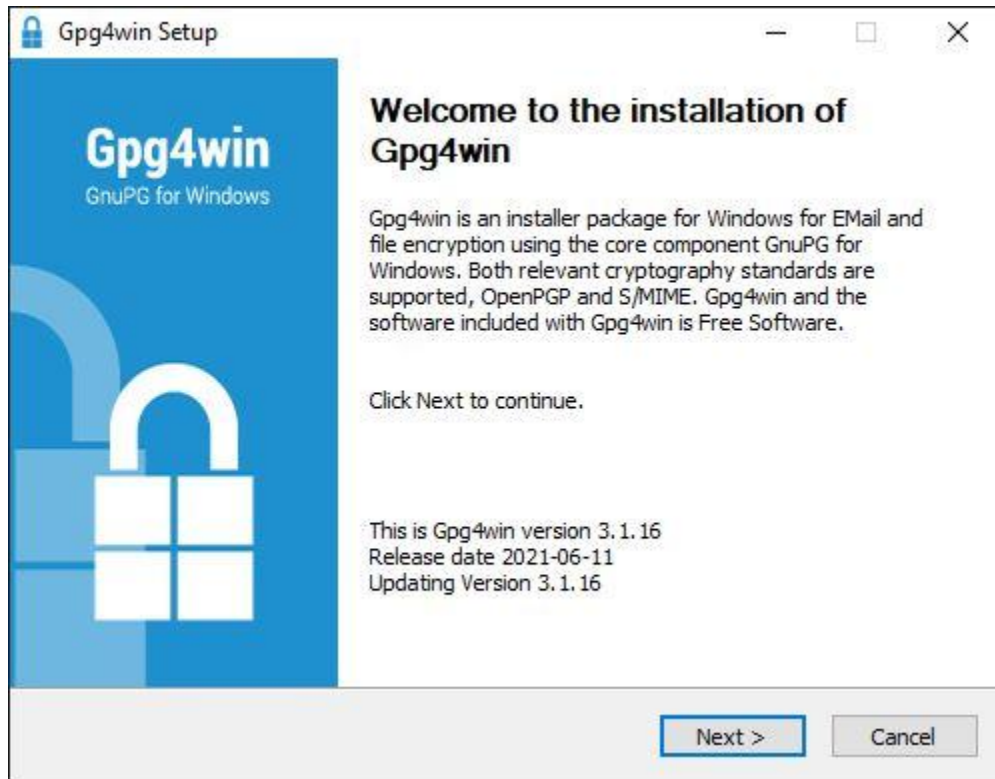 Gpg4win Setup
Gpg4win
GnuPG for Windows
Welcome to the installation of
Gpg4win
Gpg4win is an installer package for Windows for EMail and
file encryption using the core component GnuPG for
Windows. Both relevant cryptography standards are
supported, OpenPGP and S/MIME. Gpg4win and the
software included with Gpg4win is Free Software.
Click Next to continue.
This is Gpg4win version 3.1.16
Release date 2021-06-11
Updating Version 3.1.16
Next >
Cancel